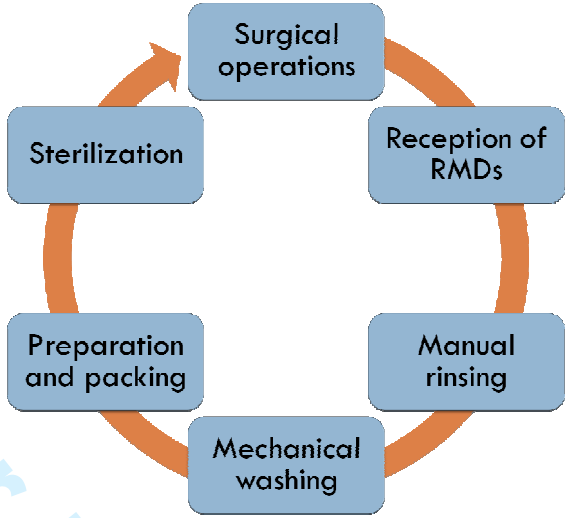 Surgical
operations
Reception of
RMDs
Manual
rinsing
Mechanical
washing
Preparation
and packing
Sterilization